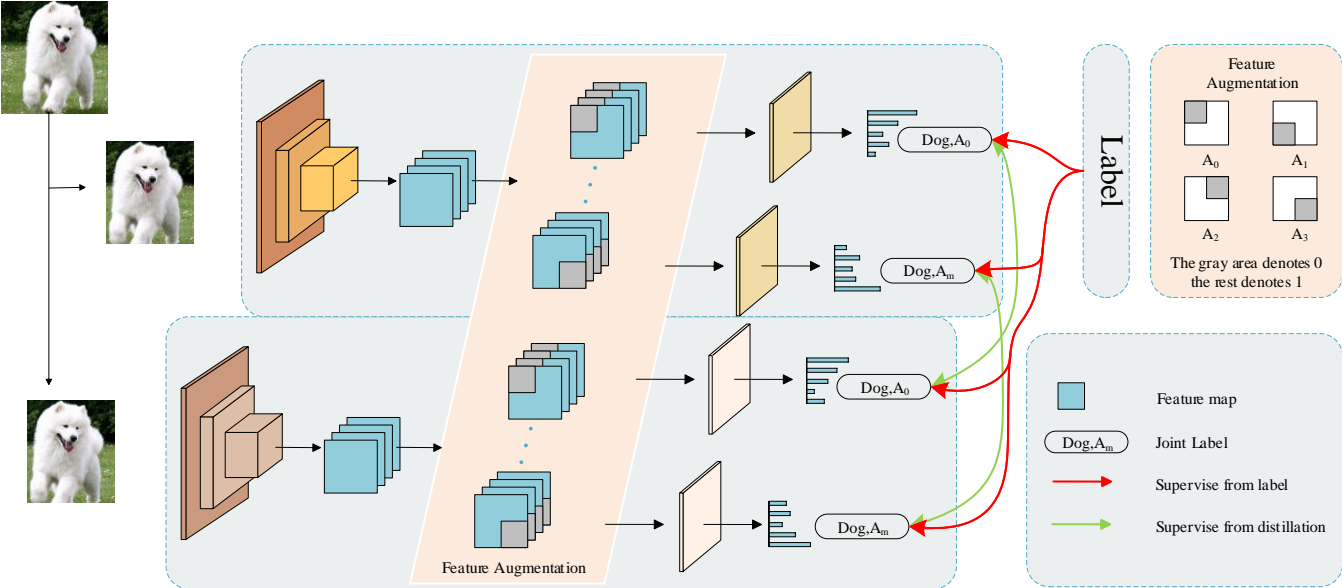 Dog,A0
Dog,Am
Dog,A0
Dog,Am
Feature Augmentation
Label
Feature
Augmentation
A0
A1
A2
A3
The gray area denotes 0
the rest denotes 1
Feature map
Dog,Am
Joint Label
Supervise from label
Supervise from distillation